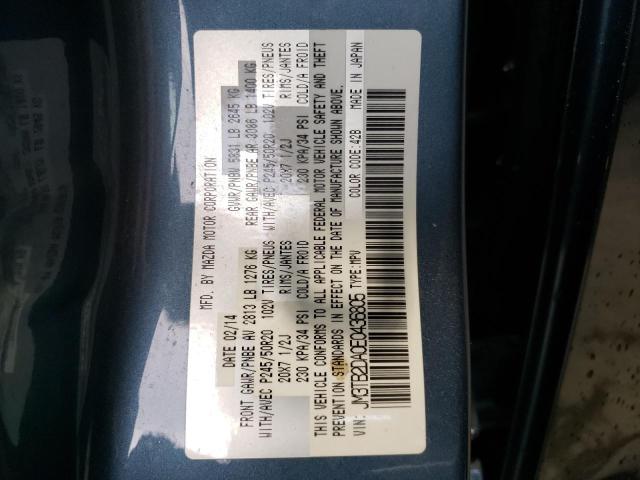 MFD. BY MAZDA MOTOR CORPORATION
DATE 02/14 GVWR/PNBV 5831 LB 2645 KG
FRONT GAWR/PNBE AV 2813 LB 1276 KG REAR GAWR/PNBE AR 3086 LB 1400 KG
WITH/AVEC P245/50R20 102V TIRES/PNEUS WITH/AVEC P245/50R20 102V TIRES/PNEUS
20X7 1/2J RIMS/JANTES 20X7 1/2J RIMS/JANTES
230 KPA/34 PSI COLD/A FROID 230 KPA/34 PSI COLD/A FROID
THIS VEHICLE CONFORMS TO ALL APPLICABLE FEDERAL MOTOR VEHICLE SAFETY AND THEFT
PREVENTION STANDARDS IN EFFECT ON THE DATE OF MANUFACTURE SHOWN ABOVE.
JM3TB2DA0E0435805 TYPE:MPV
VIN: COLOR CODE:42B MADE IN JAPAN